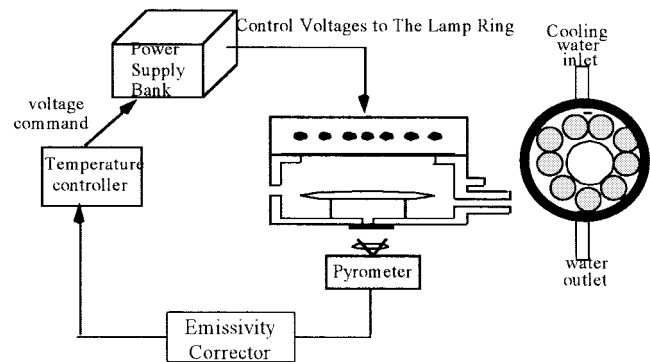 Control Voltages to The Lamp Ring
Power
Supply
Bank
voltage
command
Temperature
controller
Pyrometer
Emissivity
Corrector
Cooling
water
inlet
water
outlet